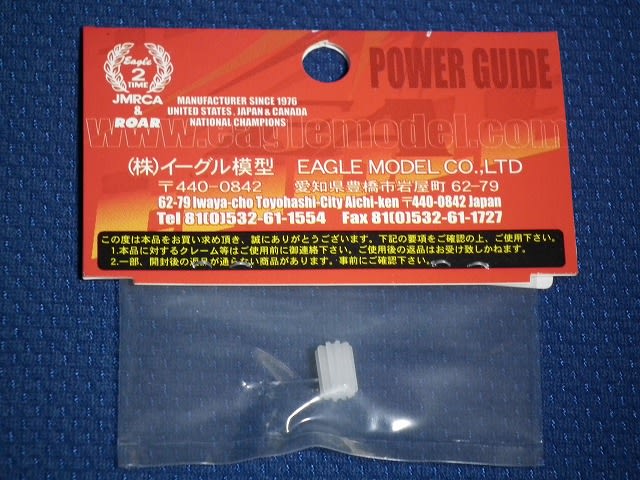 Eagle
2
TIME
JMRCA
&
ROAR
POWER GUIDE
MANUFACTURER SINCE 1976
UNITED STATES, JAPAN & CANADA
NATIONAL CHAMPIONS
www.eaglemodel.com
(株)イーグル模型 EAGLE MODEL CO.,LTD
〒440-0842 愛知県豊橋市岩屋町 62-79
62-79 Iwaya-cho Toyohashi-City Aichi-ken 〒440-0842 Japan
Tel 81(0)532-61-1554 Fax 81(0)532-61-1727
この度は本品をお買い求め頂き、誠にありがとうございます。下記の要項をご確認の上、ご使用下さい。
1.本品に対するクレーム等はご使用前に御連絡下さい。ご使用後の返品はお受け致しかねます。
2.一部、開封後の返品が通らない商品があります。事前にご確認下さい。